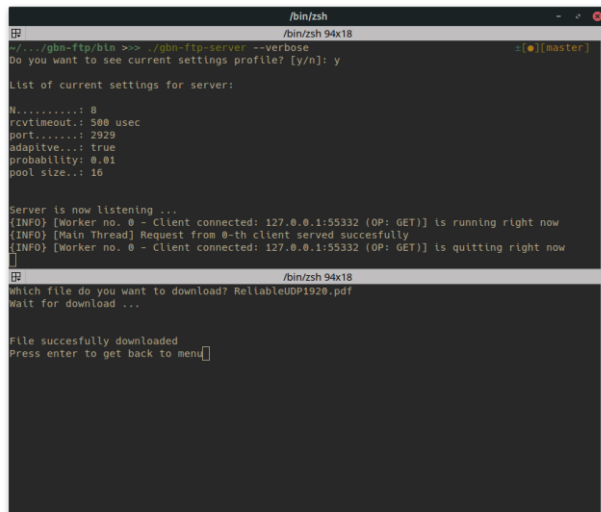 /bin/zsh
/bin/zsh 94x18
~/.../gbn-ftp/bin >>> ./gbn-ftp-server --verbose ±[●][master]
Do you want to see current settings profile? [y/n]: y
List of current settings for server:
N..........: 8
rcvtimeout.: 500 usec
port.......: 2929
adapitve...: true
probability: 0.01
pool size..: 16
Server is now listening ...
{INFO} [Worker no. 0 - Client connected: 127.0.0.1:55332 (OP: GET)] is running right now
{INFO} [Main Thread] Request from 0-th client served succesfully
{INFO} [Worker no. 0 - Client connected: 127.0.0.1:55332 (OP: GET)] is quitting right now
/bin/zsh 94x18
Which file do you want to download? ReliableUDP1920.pdf
Wait for download ...
File succesfully downloaded
Press enter to get back to menu